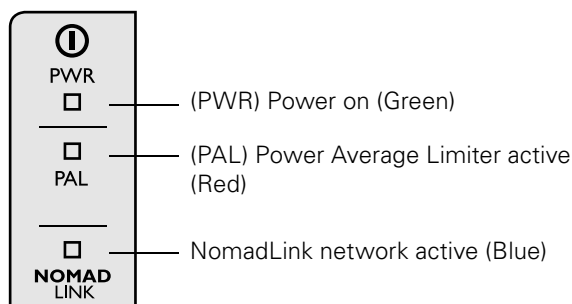 PWR
(PWR) Power on (Green)
(PAL) Power Average Limiter active
(Red)
PAL
NomadLink network active (Blue)
NOMAD
LINK